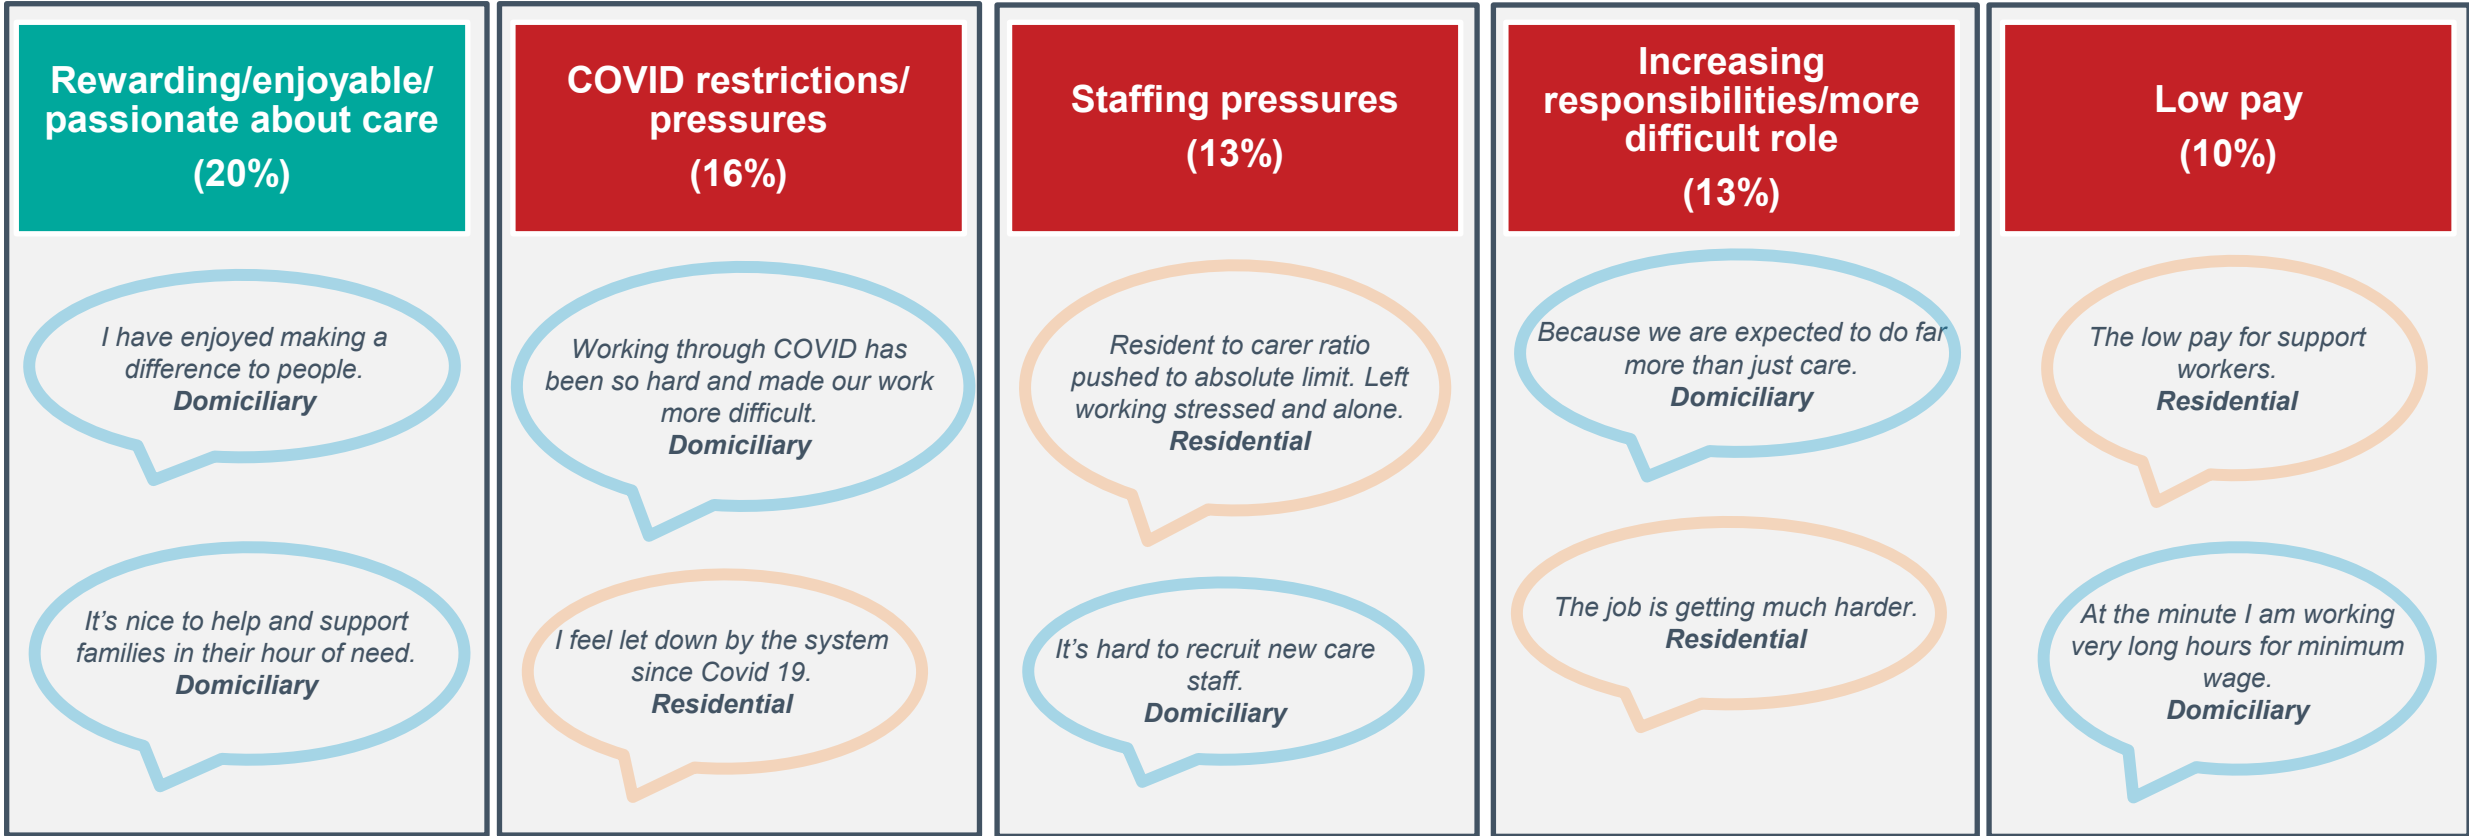 Rewarding/enjoyable/
passionate about care
(20%)
I have enjoyed making a
difference to people.
Domiciliary
It’s nice to help and support
families in their hour of need.
Domiciliary
COVID restrictions/
pressures
(16%)
Working through COVID has
been so hard and made our work
more difficult.
Domiciliary
I feel let down by the system
since Covid 19.
Residential
Staffing pressures
(13%)
Resident to carer ratio
pushed to absolute limit. Left
working stressed and alone.
Residential
It’s hard to recruit new care
staff.
Domiciliary
Increasing
responsibilities/more
difficult role
(13%)
Because we are expected to do far
more than just care.
Domiciliary
The job is getting much harder.
Residential
Low pay
(10%)
The low pay for support
workers.
Residential
At the minute I am working
very long hours for minimum
wage.
Domiciliary